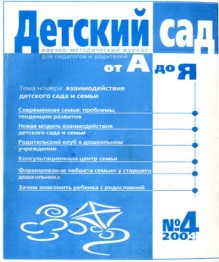 Детский сад
научно-методический журнал
для педагогов и родителей
от А до Я
Тема номера: взаимодействие
детского сада и семьи
Современная семья: проблемы,
тенденции развития
Новая модель взаимодействия
детского сада и семьи
Родительский клуб в дошкольном
учреждении
Консультационный центр семьи
Формирование образа семьи у старшего
дошкольника
Зачем знакомить ребенка с родословной
№4
2004